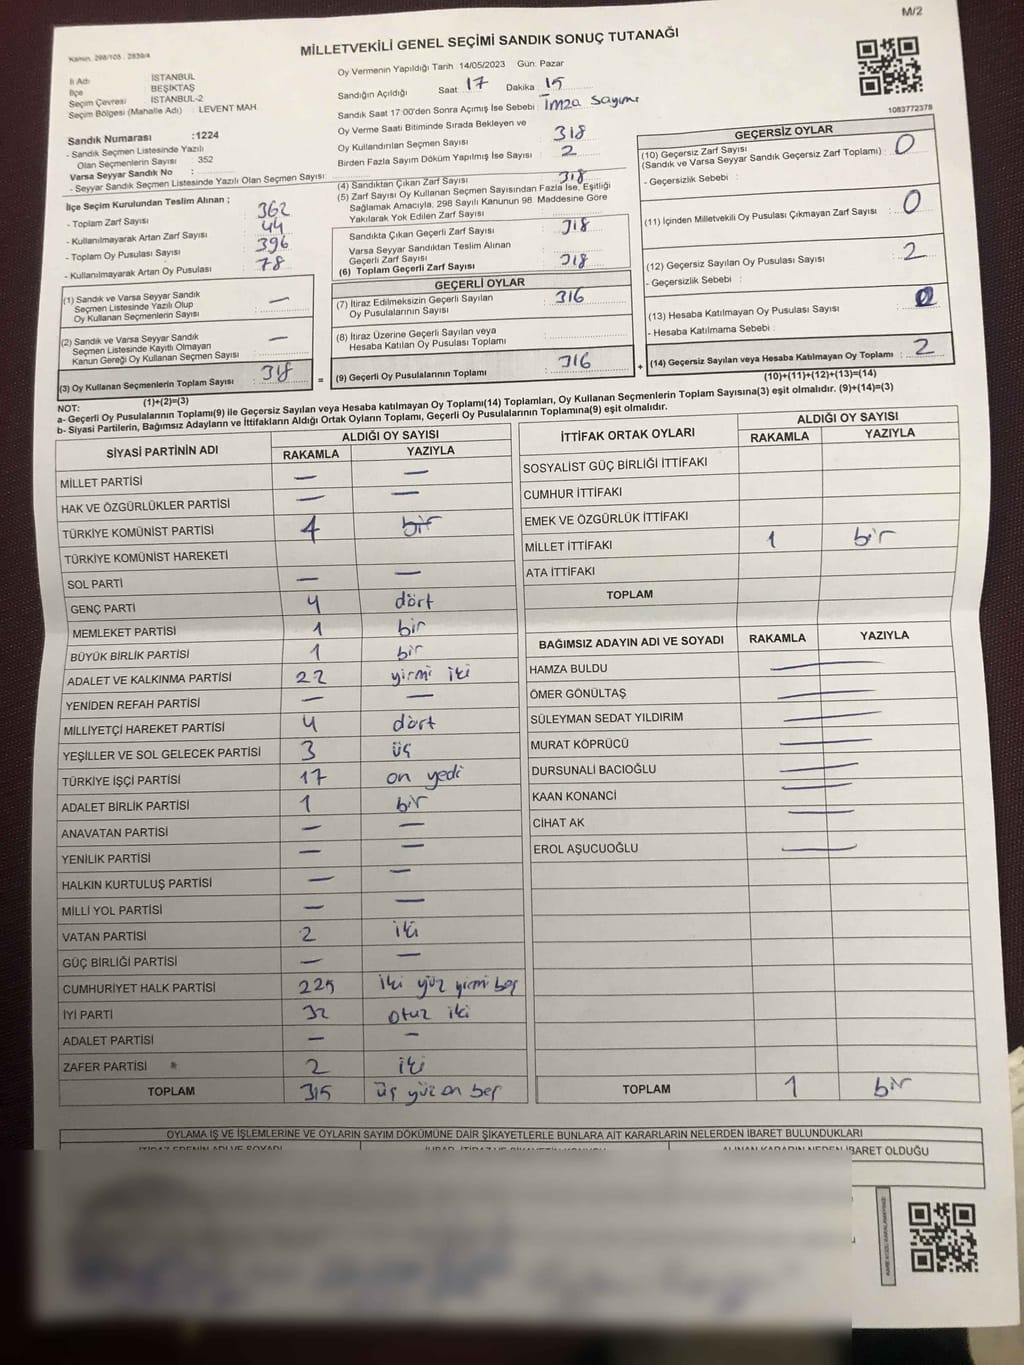 M/2
Kanun. 298/105 : 2839/4
MİLLETVEKİLİ GENEL SEÇİMİ SANDIK SONUÇ TUTANAĞI
1083772378
İli Adı : İSTANBUL
İlçe : BEŞİKTAŞ
Seçim Çevresi : İSTANBUL-2
Seçim Bölgesi (Mahalle Adı) : LEVENT MAH.
Sandık Numarası :1224
- Sandık Seçmen Listesinde Yazılı
Olan Seçmenlerin Sayısı : 352
Varsa Seyyar Sandık No :
- Seyyar Sandık Seçmen Listesinde Yazılı Olan Seçmen Sayısı:
İlçe Seçim Kurulundan Teslim Alınan ;
- Toplam Zarf Sayısı : 362
- Kullanılmayarak Artan Zarf Sayısı : 44
- Toplam Oy Pusulası Sayısı : 396
- Kullanılmayarak Artan Oy Pusulası : 78
(1) Sandık ve Varsa Seyyar Sandık
Seçmen Listesinde Yazılı Olup
Oy Kullanan Seçmenlerin Sayısı : —
(2) Sandık ve Varsa Seyyar Sandık
Seçmen Listesinde Kayıtlı Olmayan
Kanun Gereği Oy Kullanan Seçmen Sayısı : —
(3) Oy Kullanan Seçmenlerin Toplam Sayısı : 318
(1)+(2)=(3)
Oy Vermenin Yapıldığı Tarih :14/05/2023 Gün: Pazar
Sandığın Açıldığı Saat : 17 Dakika : 15
Sandık Saat 17:00'den Sonra Açımış İse Sebebi : İmza sayımı
Oy Verme Saati Bitiminde Sırada Bekleyen ve
Oy Kullandırılan Seçmen Sayısı : 318
Birden Fazla Sayım Döküm Yapılmış İse Sayısı : 2
(4) Sandıktan Çıkan Zarf Sayısı : 318
(5) Zarf Sayısı Oy Kullanan Seçmen Sayısından Fazla İse, Eşitliği
Sağlamak Amacıyla, 298 Sayılı Kanunun 98. Maddesine Göre
Yakılarak Yok Edilen Zarf Sayısı :
Sandıkta Çıkan Geçerli Zarf Sayısı : 318
Varsa Seyyar Sandıktan Teslim Alınan
Geçerli Zarf Sayısı :
(6) Toplam Geçerli Zarf Sayısı : 318
GEÇERLİ OYLAR
(7) İtiraz Edilmeksizin Geçerli Sayılan
Oy Pusulalarının Sayısı : 316
(8) İtiraz Üzerine Geçerli Sayılan veya
Hesaba Katılan Oy Pusulası Toplamı :
= (9) Geçerli Oy Pusulalarının Toplamı : 316 +
GEÇERSİZ OYLAR
(10) Geçersiz Zarf Sayısı
(Sandık ve Varsa Seyyar Sandık Geçersiz Zarf Toplamı) : 0
- Geçersizlik Sebebi :
(11) İçinden Milletvekili Oy Pusulası Çıkmayan Zarf Sayısı : 0
(12) Geçersiz Sayılan Oy Pusulası Sayısı : 2
- Geçersizlik Sebebi :
(13) Hesaba Katılmayan Oy Pusulası Sayısı : 0
- Hesaba Katılmama Sebebi :
(14) Geçersiz Sayılan veya Hesaba Katılmayan Oy Toplamı : 2
(10)+(11)+(12)+(13)=(14)
NOT:
a- Geçerli Oy Pusulalarının Toplamı(9) ile Geçersiz Sayılan veya Hesaba katılmayan Oy Toplamı(14) Toplamları, Oy Kullanan Seçmenlerin Toplam Sayısına(3) eşit olmalıdır. (9)+(14)=(3)
b- Siyasi Partilerin, Bağımsız Adayların ve İttifakların Aldığı Ortak Oyların Toplamı, Geçerli Oy Pusulalarının Toplamına(9) eşit olmalıdır.
SİYASİ PARTİNİN ADI ALDIĞI OY SAYISI
RAKAMLA YAZIYLA
MİLLET PARTİSİ — —
HAK VE ÖZGÜRLÜKLER PARTİSİ — —
TÜRKİYE KOMÜNİST PARTİSİ 1 bir
TÜRKİYE KOMÜNİST HAREKETİ
SOL PARTİ — —
GENÇ PARTİ 4 dört
MEMLEKET PARTİSİ 1 bir
BÜYÜK BİRLİK PARTİSİ 1 bir
ADALET VE KALKINMA PARTİSİ 22 yirmi iki
YENİDEN REFAH PARTİSİ — —
MİLLİYETÇİ HAREKET PARTİSİ 4 dört
YEŞİLLER VE SOL GELECEK PARTİSİ 3 üç
TÜRKİYE İŞÇİ PARTİSİ 17 on yedi
ADALET BİRLİK PARTİSİ 1 bir
ANAVATAN PARTİSİ — —
YENİLİK PARTİSİ — —
HALKIN KURTULUŞ PARTİSİ — —
MİLLİ YOL PARTİSİ — —
VATAN PARTİSİ 2 iki
GÜÇ BİRLİĞİ PARTİSİ — —
CUMHURİYET HALK PARTİSİ 225 iki yüz yirmi beş
İYİ PARTİ 32 otuz iki
ADALET PARTİSİ — —
ZAFER PARTİSİ 2 iki
TOPLAM 315 üç yüz on beş
İTTİFAK ORTAK OYLARI ALDIĞI OY SAYISI
RAKAMLA YAZIYLA
SOSYALİST GÜÇ BİRLİĞİ İTTİFAKI
CUMHUR İTTİFAKI
EMEK VE ÖZGÜRLÜK İTTİFAKI
MİLLET İTTİFAKI 1 bir
ATA İTTİFAKI
TOPLAM
BAĞIMSIZ ADAYIN ADI VE SOYADI RAKAMLA YAZIYLA
HAMZA BULDU —
ÖMER GÖNÜLTAŞ —
SÜLEYMAN SEDAT YILDIRIM —
MURAT KÖPRÜCÜ —
DURSUNALİ BACIOĞLU —
KAAN KONANCİ —
CİHAT AK —
EROL AŞUCUOĞLU —
TOPLAM 1 bir
OYLAMA İŞ VE İŞLEMLERİNE VE OYLARIN SAYIM DÖKÜMÜNE DAİR ŞİKAYETLERLE BUNLARA AİT KARARLARIN NELERDEN İBARET BULUNDUKLARI
ALINAN KARARIN NEDEN İBARET OLDUĞU